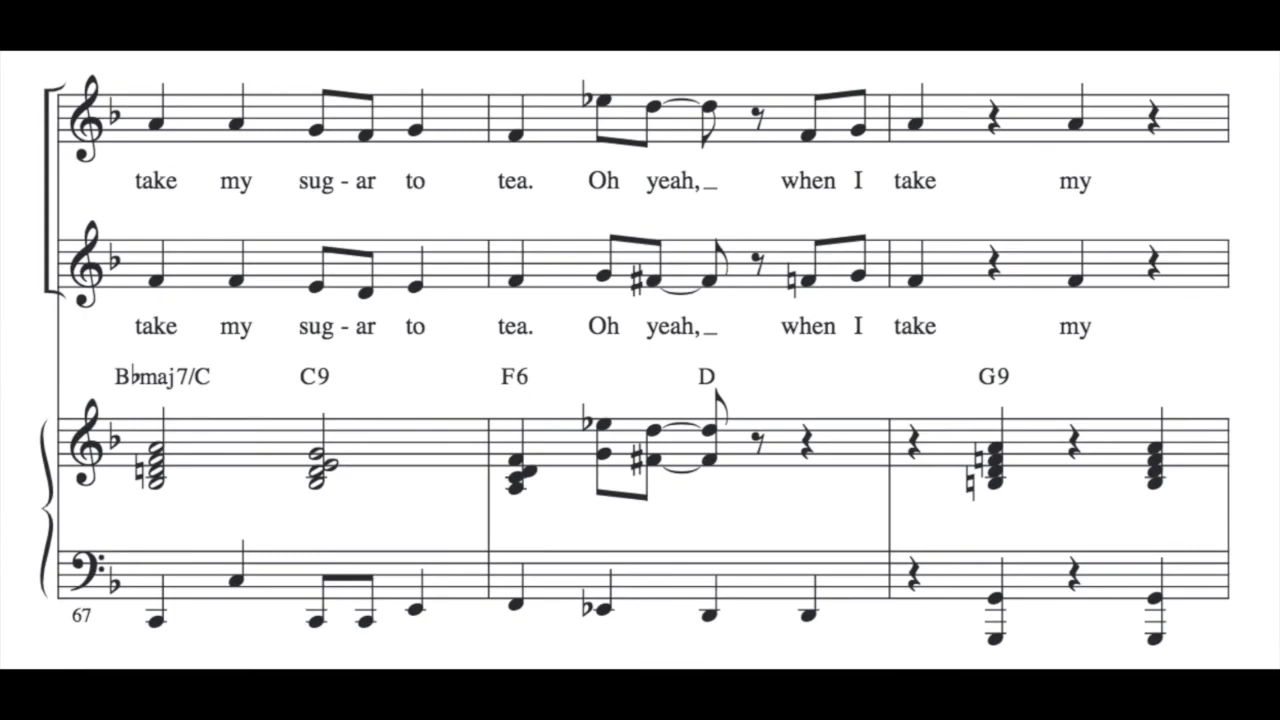 take my sug - ar to tea. Oh yeah,_ when I take my
take my sug - ar to tea. Oh yeah,_ when I take my
B♭maj7/C C9 F6 D G9
67